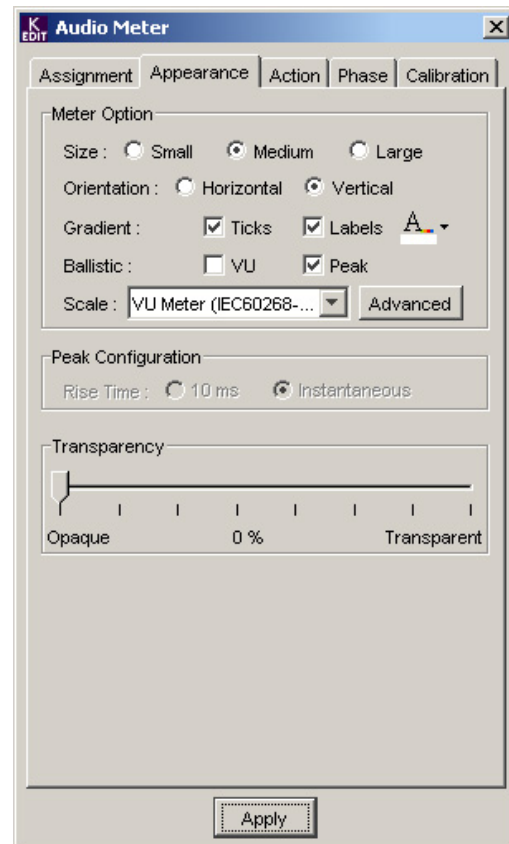 K EDIT Audio Meter
Assignment Appearance Action Phase Calibration
Meter Option
Size : Small Medium Large
Orientation : Horizontal Vertical
Gradient : Ticks Labels A
Ballistic : VU Peak
Scale : VU Meter (IEC60268-... Advanced
Peak Configuration
Rise Time : 10 ms Instantaneous
Transparency
Opaque 0 % Transparent
Apply